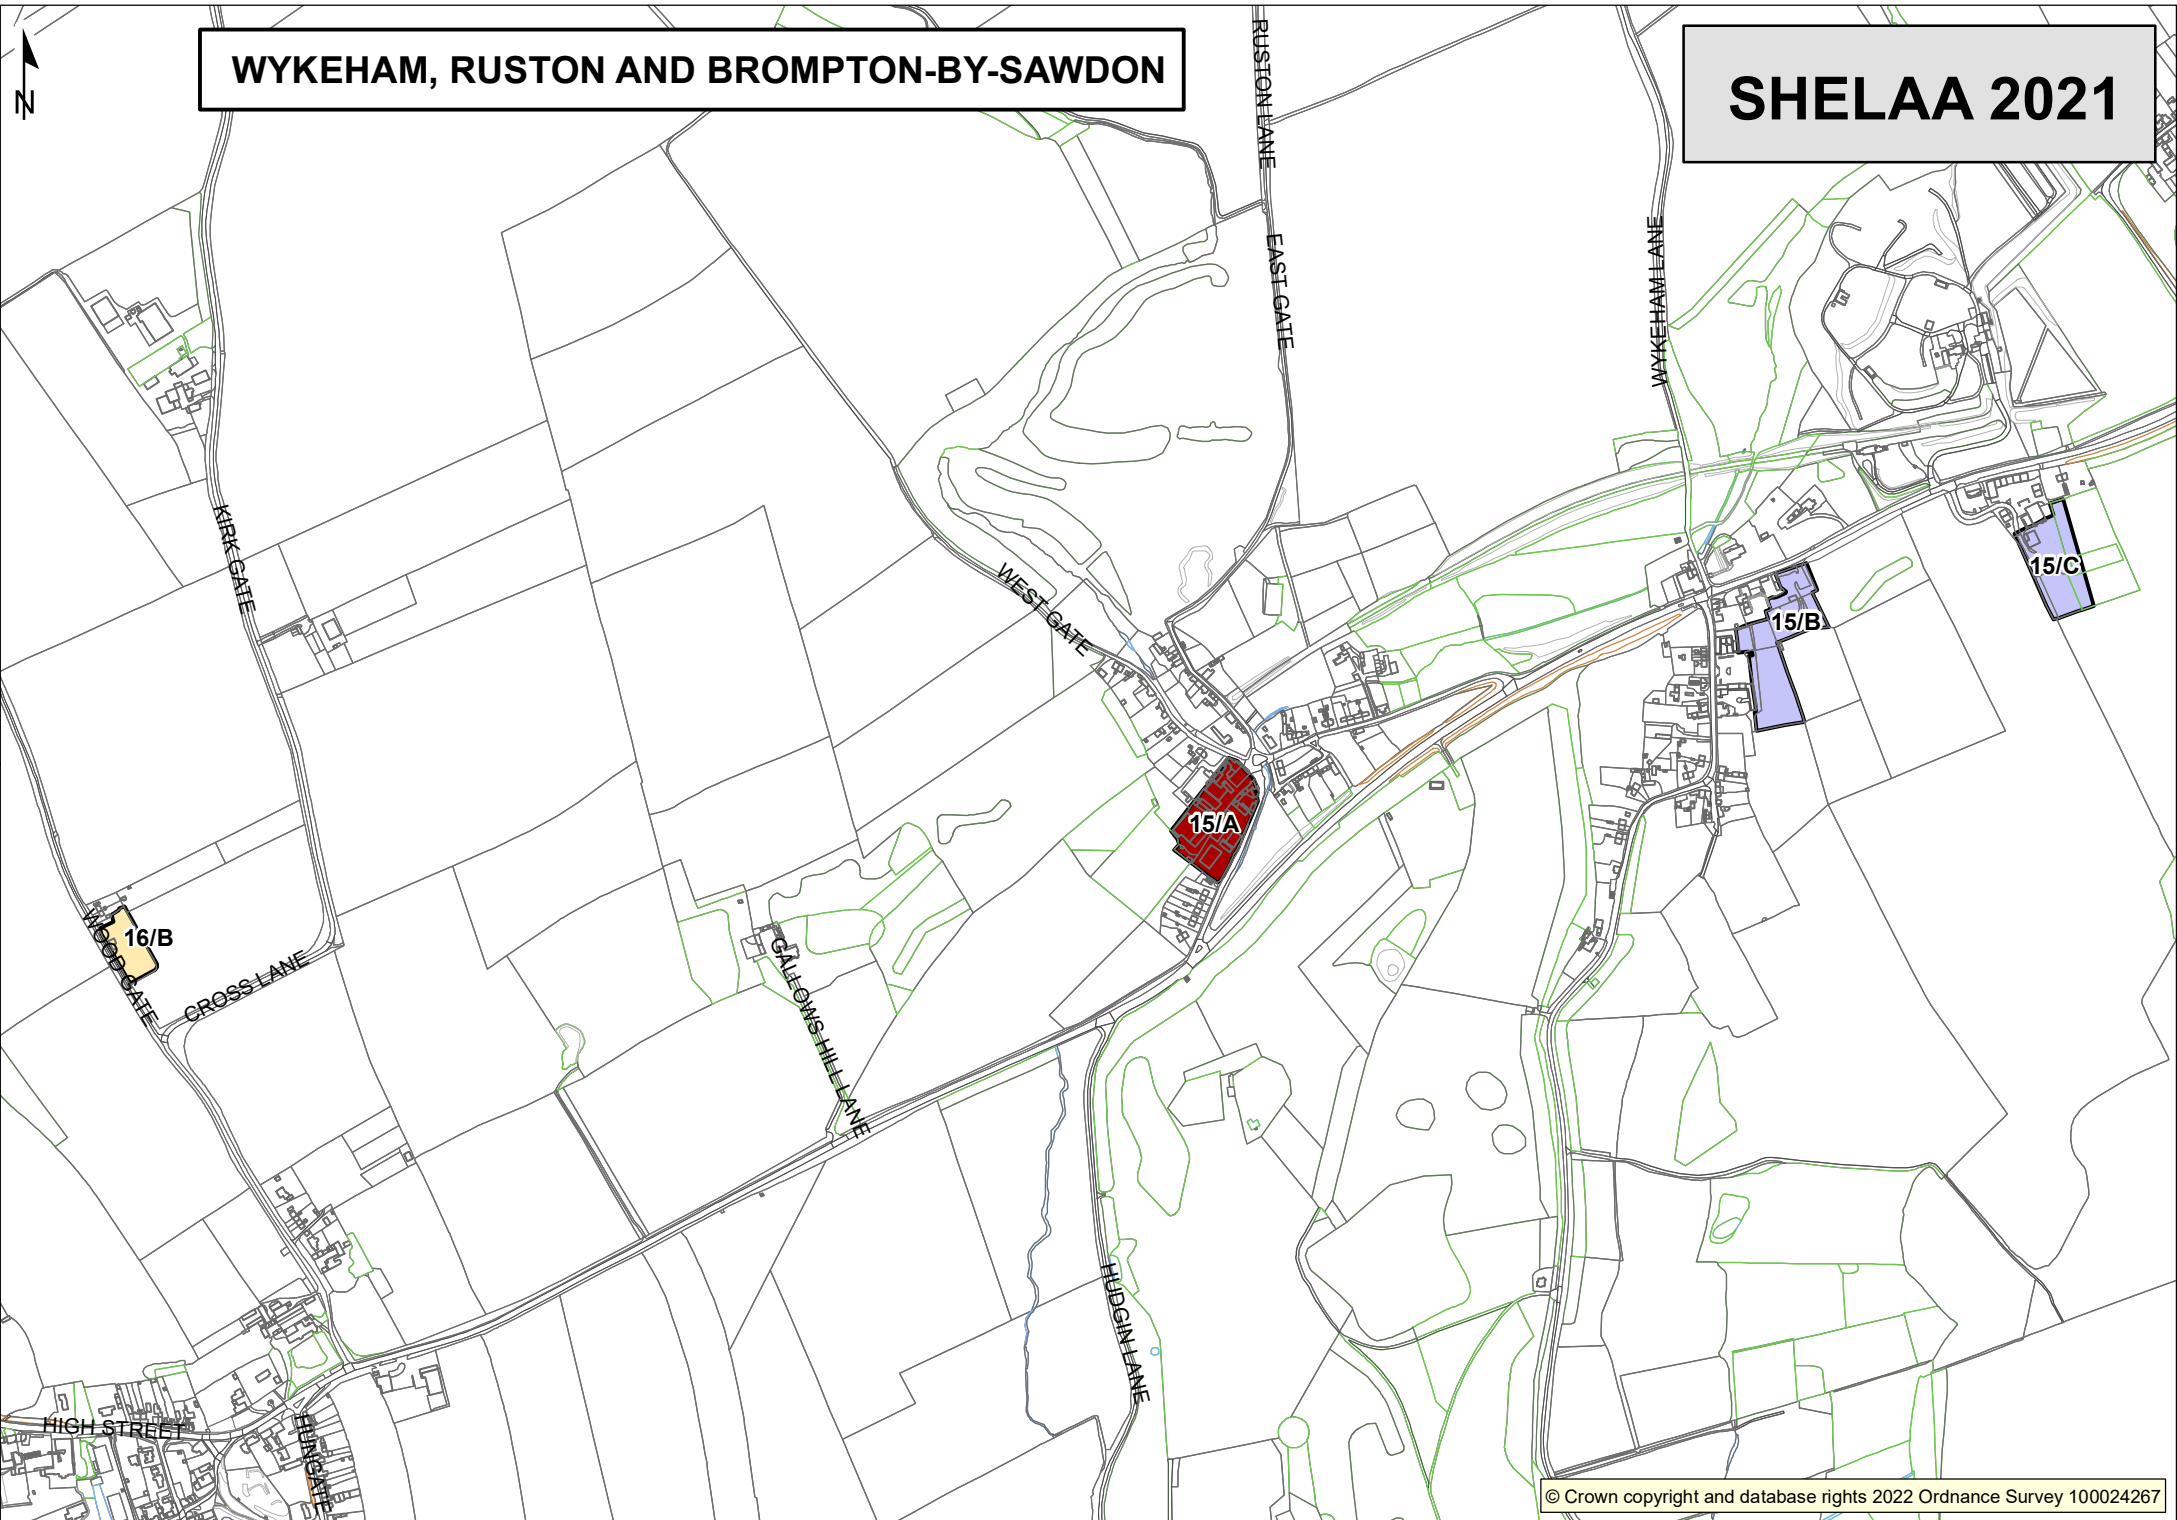 N
WYKEHAM, RUSTON AND BROMPTON-BY-SAWDON
SHELAA 2021
RUSTON LANE
EAST GATE
WYKEHAM LANE
KIRK GATE
WEST GATE
15/C
15/B
15/A
16/B
WOOD GATE
CROSS LANE
GALLOWS HILL LANE
HUDGIN LANE
HIGH STREET
HUNGATE
© Crown copyright and database rights 2022 Ordnance Survey 100024267